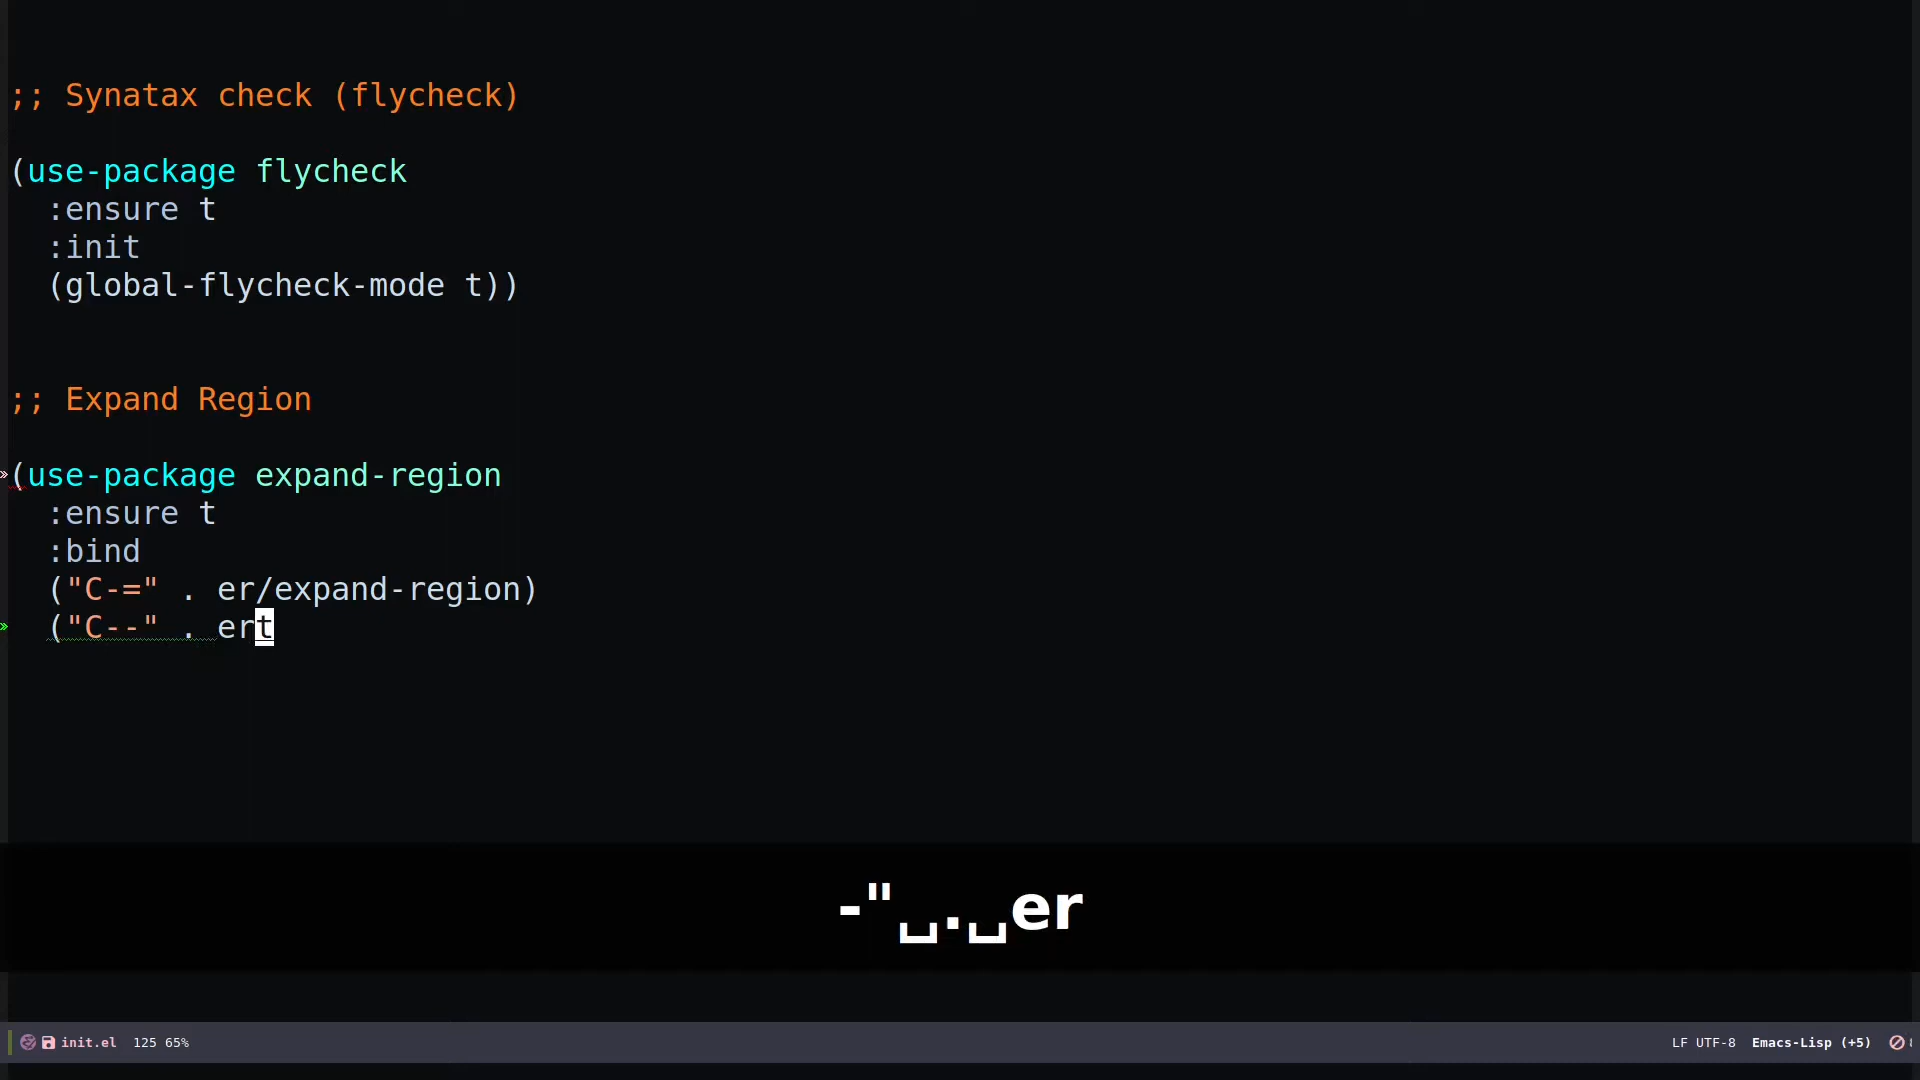 ;; Synatax check (flycheck)
(use-package flycheck
:ensure t
:init
(global-flycheck-mode t))
;; Expand Region
(use-package expand-region
:ensure t
:bind
("C-=" . er/expand-region)
("C--" . ert
-"␣.␣er
init.el 125 65% LF UTF-8 Emacs-Lisp (+5)